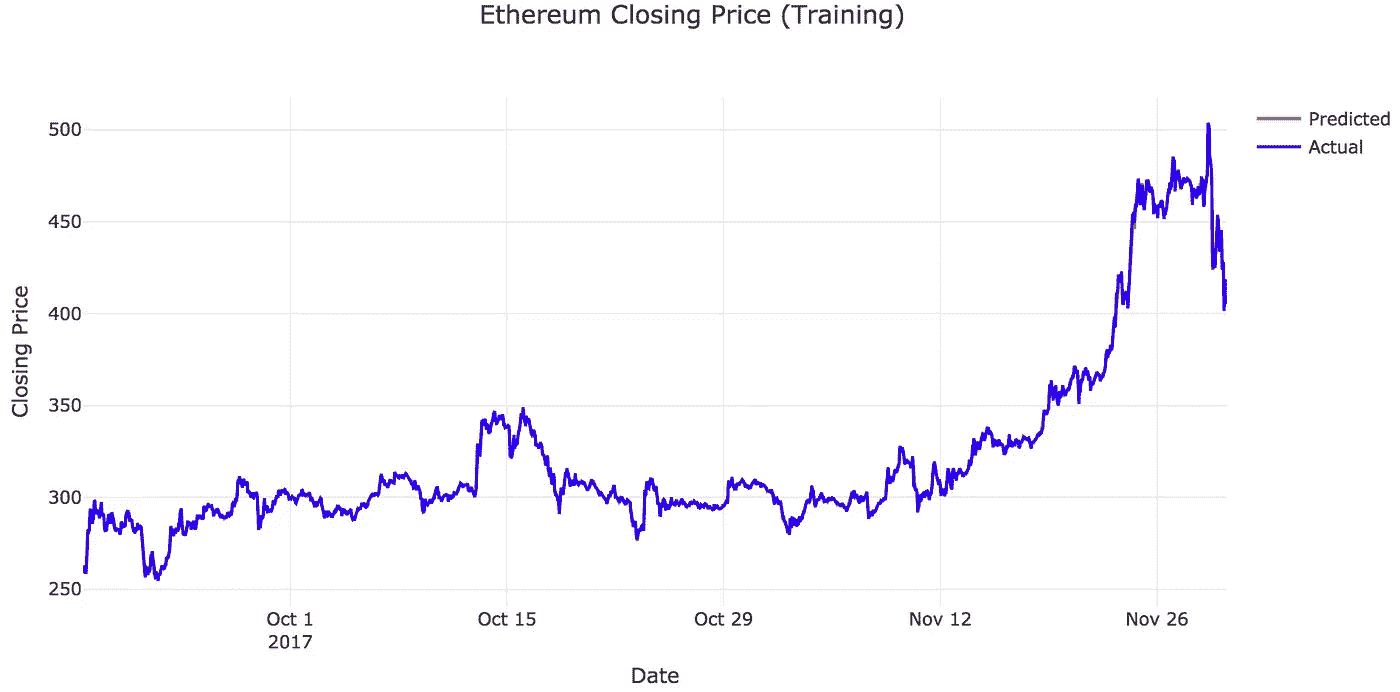 Ethereum Closing Price (Training)
Predicted
Actual
Closing Price
500
450
400
350
300
250
Oct 1
2017
Oct 15
Oct 29
Nov 12
Nov 26
Date